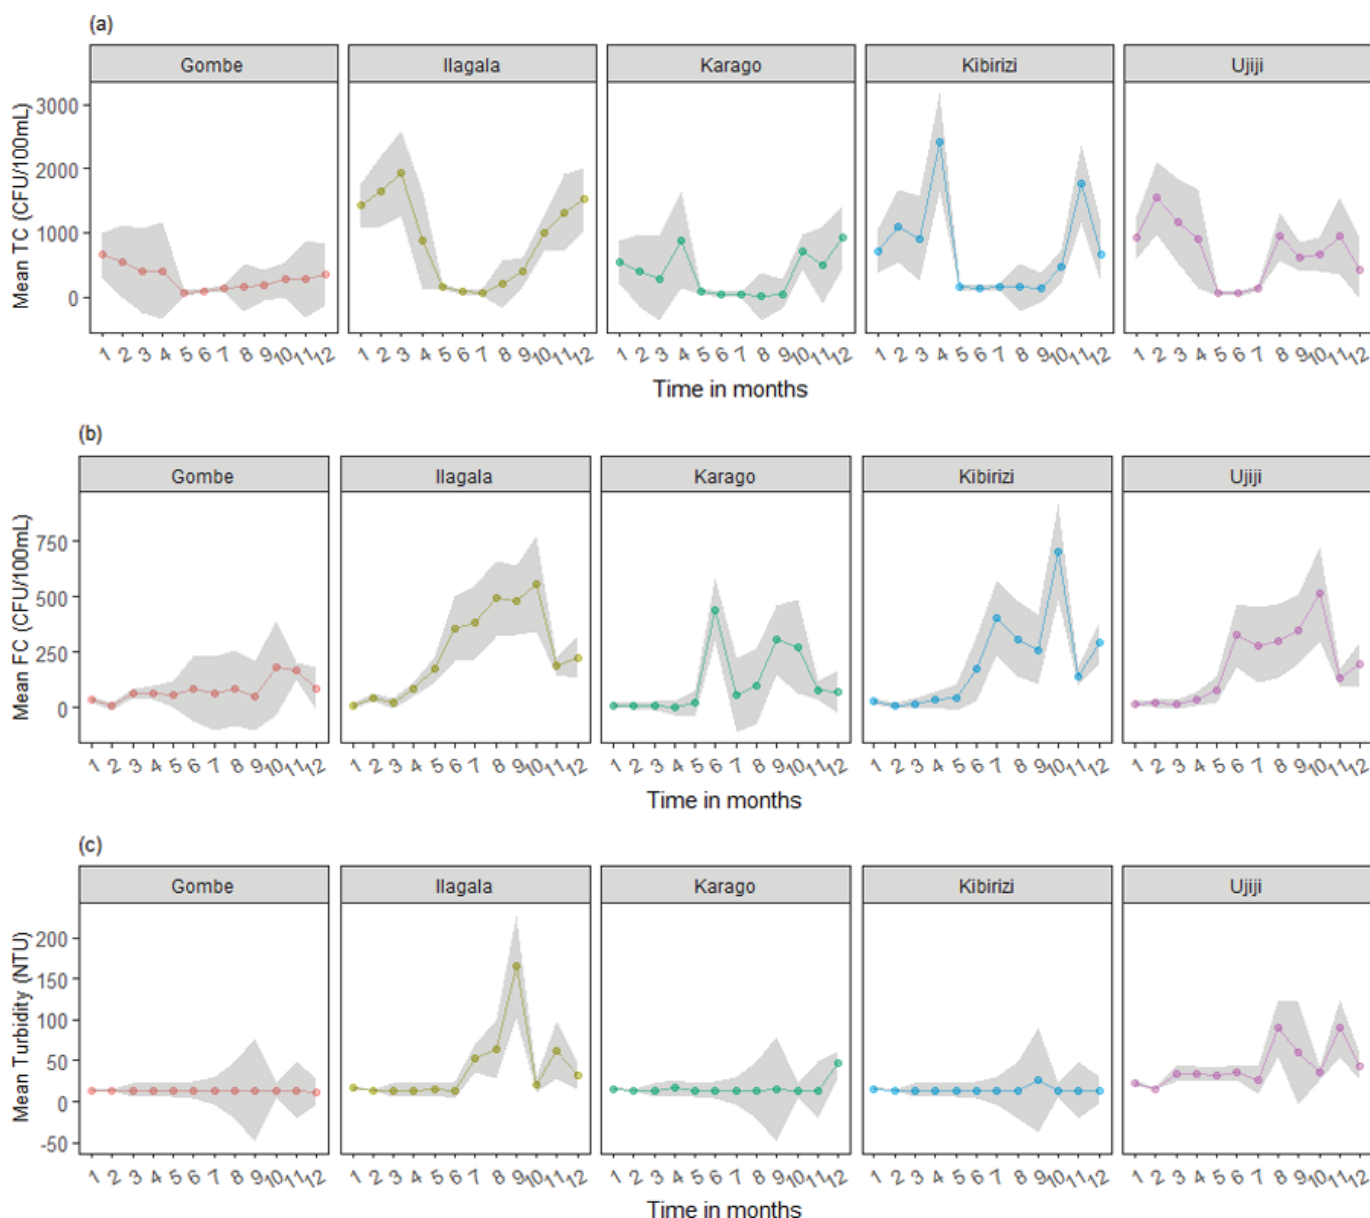 (a)
Gombe Ilagala Karago Kibirizi Ujiji
Mean TC (CFU/100mL)
3000
2000
1000
0
1 2 3 4 5 6 7 8 9 10 11 12 1 2 3 4 5 6 7 8 9 10 11 12 1 2 3 4 5 6 7 8 9 10 11 12 1 2 3 4 5 6 7 8 9 10 11 12 1 2 3 4 5 6 7 8 9 10 11 12
Time in months
(b)
Gombe Ilagala Karago Kibirizi Ujiji
Mean FC (CFU/100mL)
750
500
250
0
1 2 3 4 5 6 7 8 9 10 11 12 1 2 3 4 5 6 7 8 9 10 11 12 1 2 3 4 5 6 7 8 9 10 11 12 1 2 3 4 5 6 7 8 9 10 11 12 1 2 3 4 5 6 7 8 9 10 11 12
Time in months
(c)
Gombe Ilagala Karago Kibirizi Ujiji
Mean Turbidity (NTU)
200
150
100
50
0
-50
1 2 3 4 5 6 7 8 9 10 11 12 1 2 3 4 5 6 7 8 9 10 11 12 1 2 3 4 5 6 7 8 9 10 11 12 1 2 3 4 5 6 7 8 9 10 11 12 1 2 3 4 5 6 7 8 9 10 11 12
Time in months